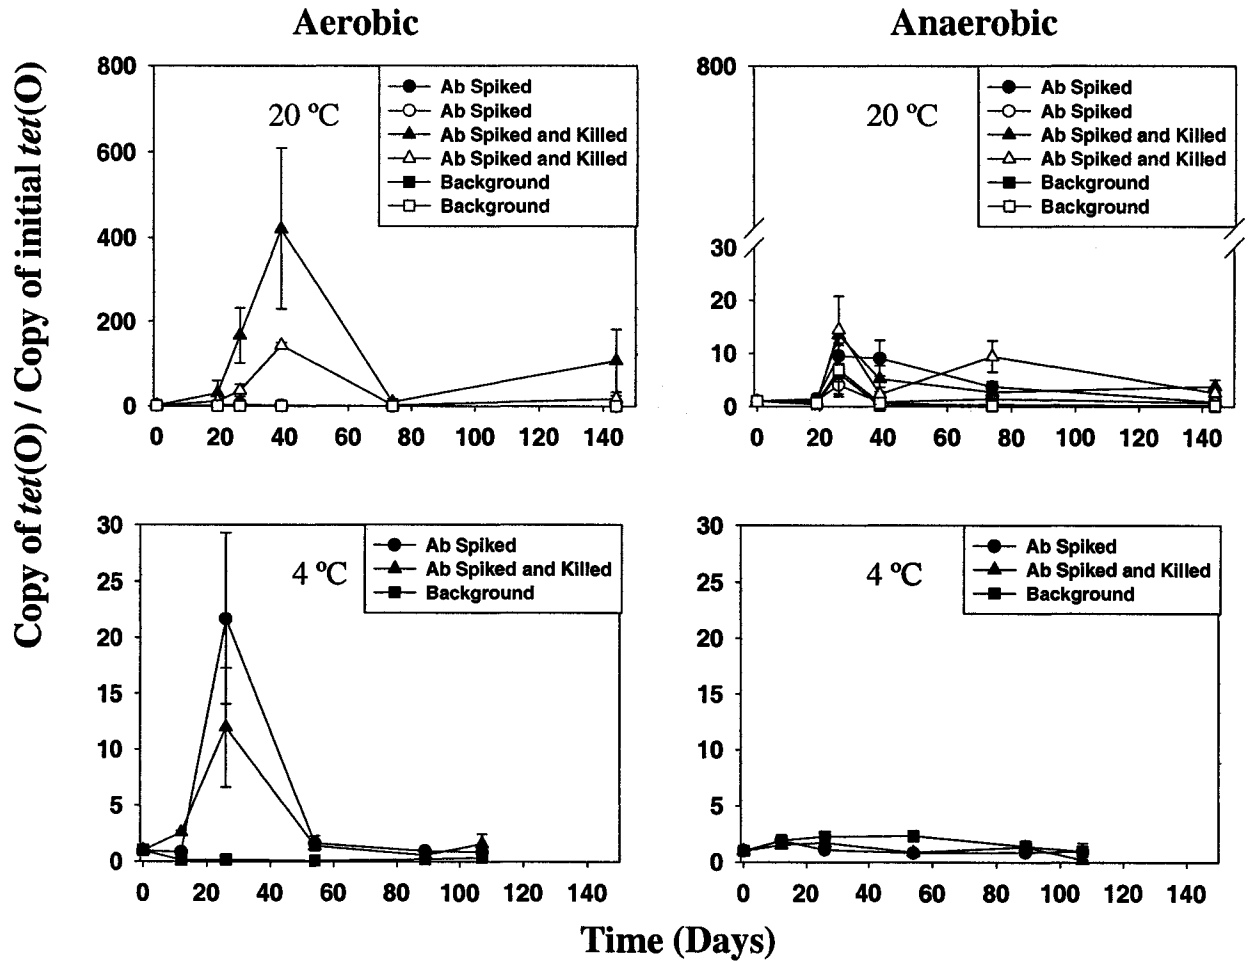 Aerobic
Anaerobic
Copy of tet(O) / Copy of initial tet(O)
800
600
400
200
0
20 ºC
Ab Spiked
Ab Spiked
Ab Spiked and Killed
Ab Spiked and Killed
Background
Background
0 20 40 60 80 100 120 140
800
30
20
10
0
20 ºC
Ab Spiked
Ab Spiked
Ab Spiked and Killed
Ab Spiked and Killed
Background
Background
0 20 40 60 80 100 120 140
30
25
20
15
10
5
0
4 ºC
Ab Spiked
Ab Spiked and Killed
Background
0 20 40 60 80 100 120 140
30
25
20
15
10
5
0
4 ºC
Ab Spiked
Ab Spiked and Killed
Background
0 20 40 60 80 100 120 140
Time (Days)